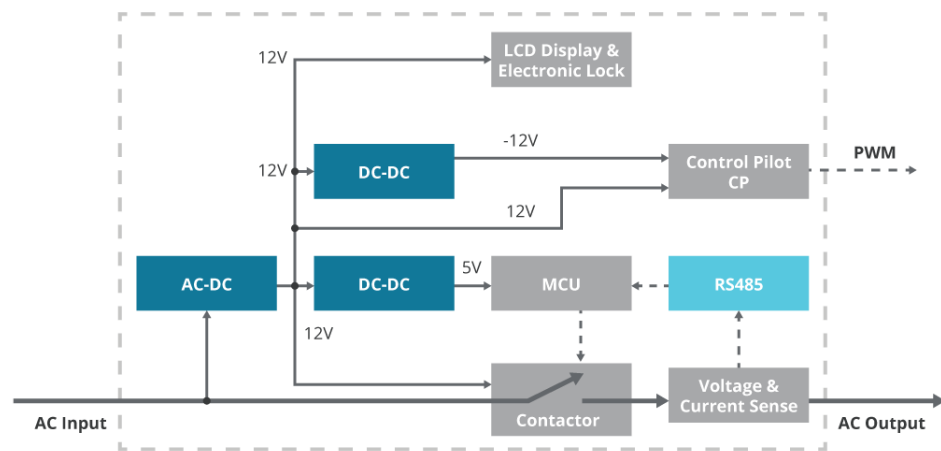 12V
LCD Display &
Electronic Lock
-12V
12V
DC-DC
Control Pilot
CP
PWM
12V
AC-DC
DC-DC
5V
MCU
RS485
12V
AC Input
Contactor
Voltage &
Current Sense
AC Output